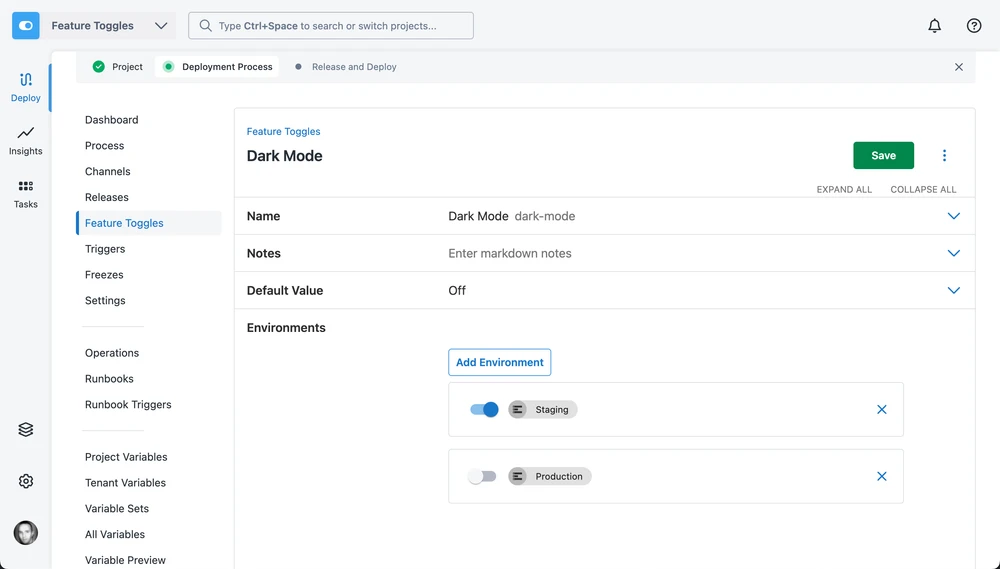 Feature Toggles
Type Ctrl+Space to search or switch projects...
Project
Deployment Process
Release and Deploy
Deploy
Insights
Tasks
Dashboard
Process
Channels
Releases
Feature Toggles
Triggers
Freezes
Settings
Operations
Runbooks
Runbook Triggers
Project Variables
Tenant Variables
Variable Sets
All Variables
Variable Preview
Feature Toggles
Dark Mode
Save
EXPAND ALL COLLAPSE ALL
Name Dark Mode dark-mode
Notes Enter markdown notes
Default Value Off
Environments
Add Environment
Staging
Production